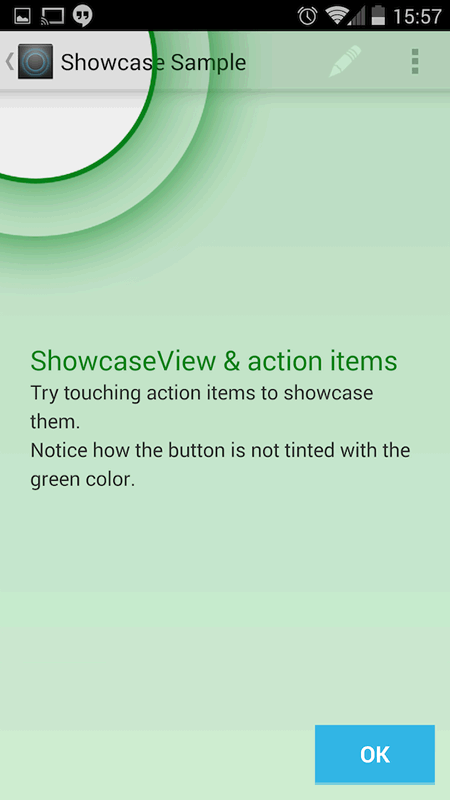 15:57
Showcase Sample
ShowcaseView & action items
Try touching action items to showcase
them.
Notice how the button is not tinted with the
green color.
OK